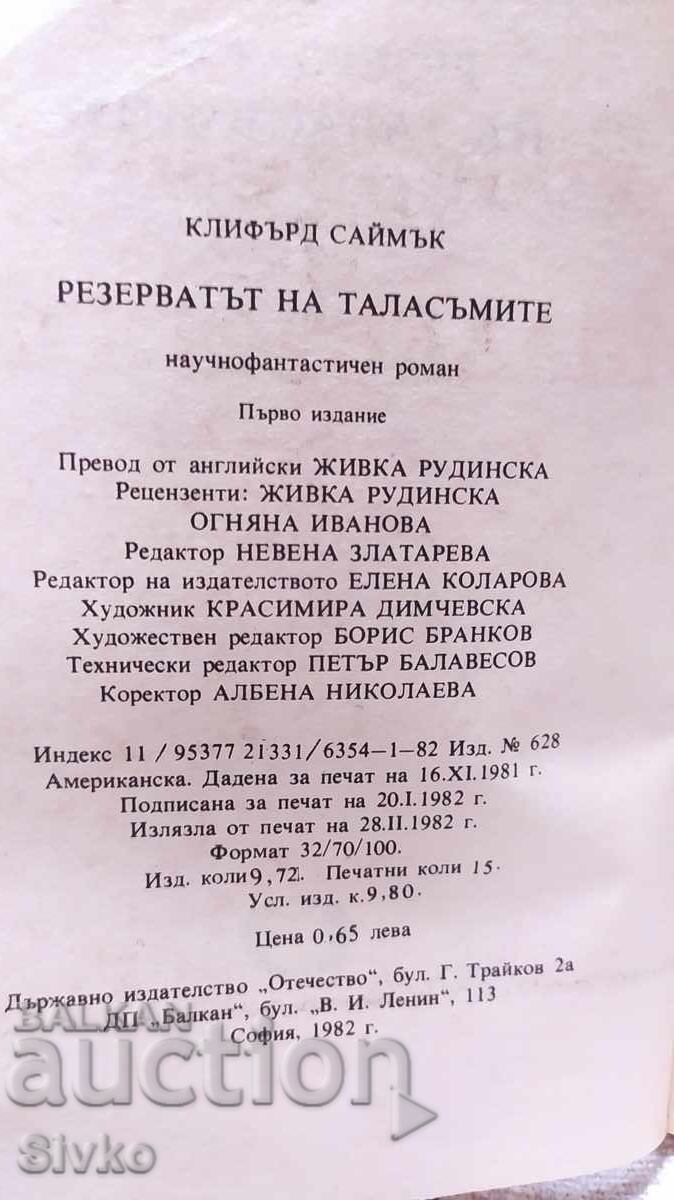 КЛИФЪРД САЙМЪК
РЕЗЕРВАТЪТ НА ТАЛАСЪМИТЕ
научнофантастичен роман
Първо издание
Превод от английски ЖИВКА РУДИНСКА
Рецензенти: ЖИВКА РУДИНСКА
ОГНЯНА ИВАНОВА
Редактор НЕВЕНА ЗЛАТАРЕВА
Редактор на издателството ЕЛЕНА КОЛАРОВА
Художник КРАСИМИРА ДИМЧЕВСКА
Художествен редактор БОРИС БРАНКОВ
Технически редактор ПЕТЪР БАЛАВЕСОВ
Коректор АЛБЕНА НИКОЛАЕВА
Индекс 11 / 95377 21331/6354—1—82 Изд. № 628
Американска. Дадена за печат на 16.XI.1981 г.
Подписана за печат на 20.I.1982 г.
Излязла от печат на 28.II.1982 г.
Формат 32/70/100.
Изд. коли 9,72. Печатни коли 15.
Усл. изд. к.9,80.
Цена 0,65 лева
Държавно издателство „Отечество“, бул. Г. Трайков 2а
ДП „Балкан“, бул. „В. И. Ленин“, 113
София, 1982 г.
BALKAN
auction
Sivko